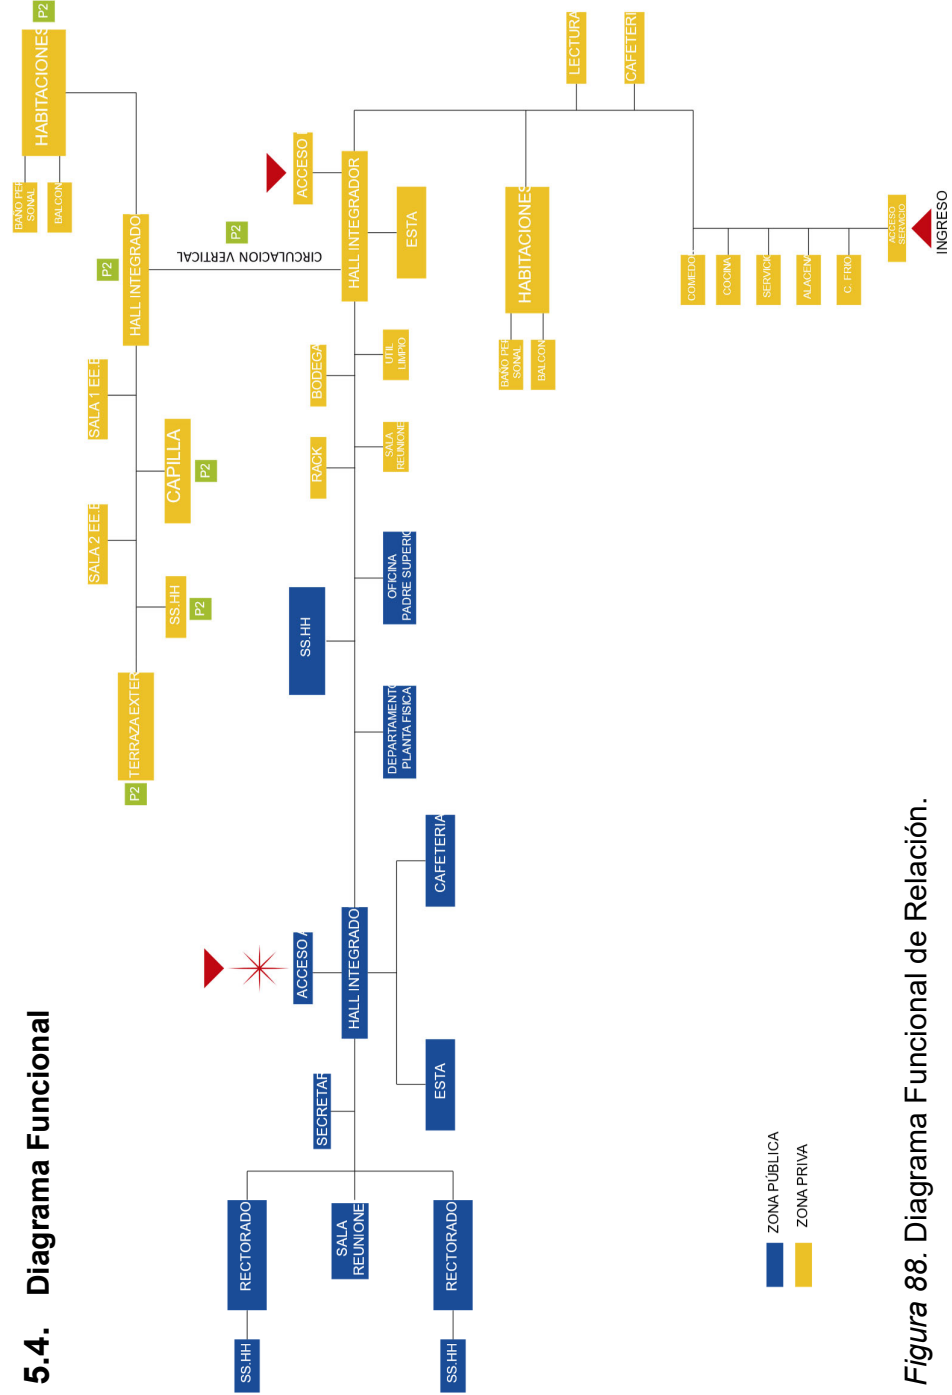 5.4. Diagrama Funcional
P2
HABITACIONES
BAÑO PE
SONAL
BALCON
P2
HALL INTEGRADO
SALA 1 EE.E
CAPILLA
P2
SALA 2 EE.E
SS.HH
P2
TERRAZA EXTER
P2
P2
CIRCULACION VERTICAL
ACCESO
HALL INTEGRADOR
ESTA
BODEGA
UTIL
LIMPIO
RACK
SALA
REUNIONE
SS.HH
OFICINA
PADRE SUPERIO
DEPARTAMENT
PLANTA FISICA
ACCESO A
HALL INTEGRADO
CAFETERIA
ESTA
SECRETAR
RECTORADO
SS.HH
SALA
REUNIONE
RECTORADO
SS.HH
LECTURA
CAFETERI
HABITACIONES
BAÑO PE
SONAL
BALCON
COMEDO
COCINA
SERVICI
ALACEN
C. FRIO
ACCESO
SERVICIO
INGRESO
ZONA PÚBLICA
ZONA PRIVA
Figura 88. Diagrama Funcional de Relación.